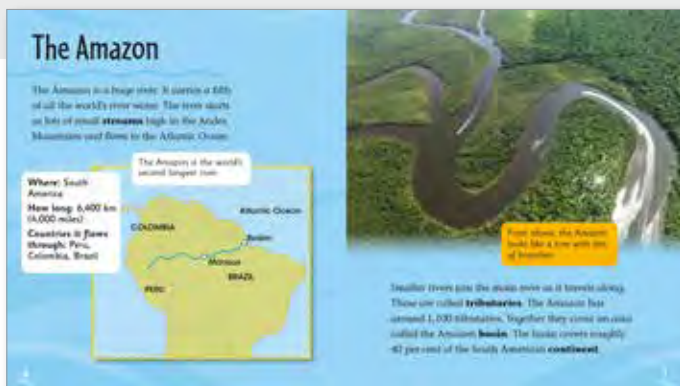 The Amazon
The Amazon is a huge river. It carries a fifth
of all the world's river water. The river starts
as lots of small streams high in the Andes
Mountains and flows to the Atlantic Ocean.
The Amazon is the world's
second longest river.
Where: South
America
How long: 6,400 km
(4,000 miles)
Countries it flows
through: Peru,
Colombia, Brazil
COLOMBIA
Atlantic Ocean
Belém
Manaus
BRAZIL
PERU
4
From above, the Amazon
looks like a tree with lots
of branches.
Smaller rivers join the main river as it travels along.
These are called tributaries. The Amazon has
around 1,100 tributaries. Together they cover an area
called the Amazon basin. The basin covers roughly
40 per cent of the South American continent.